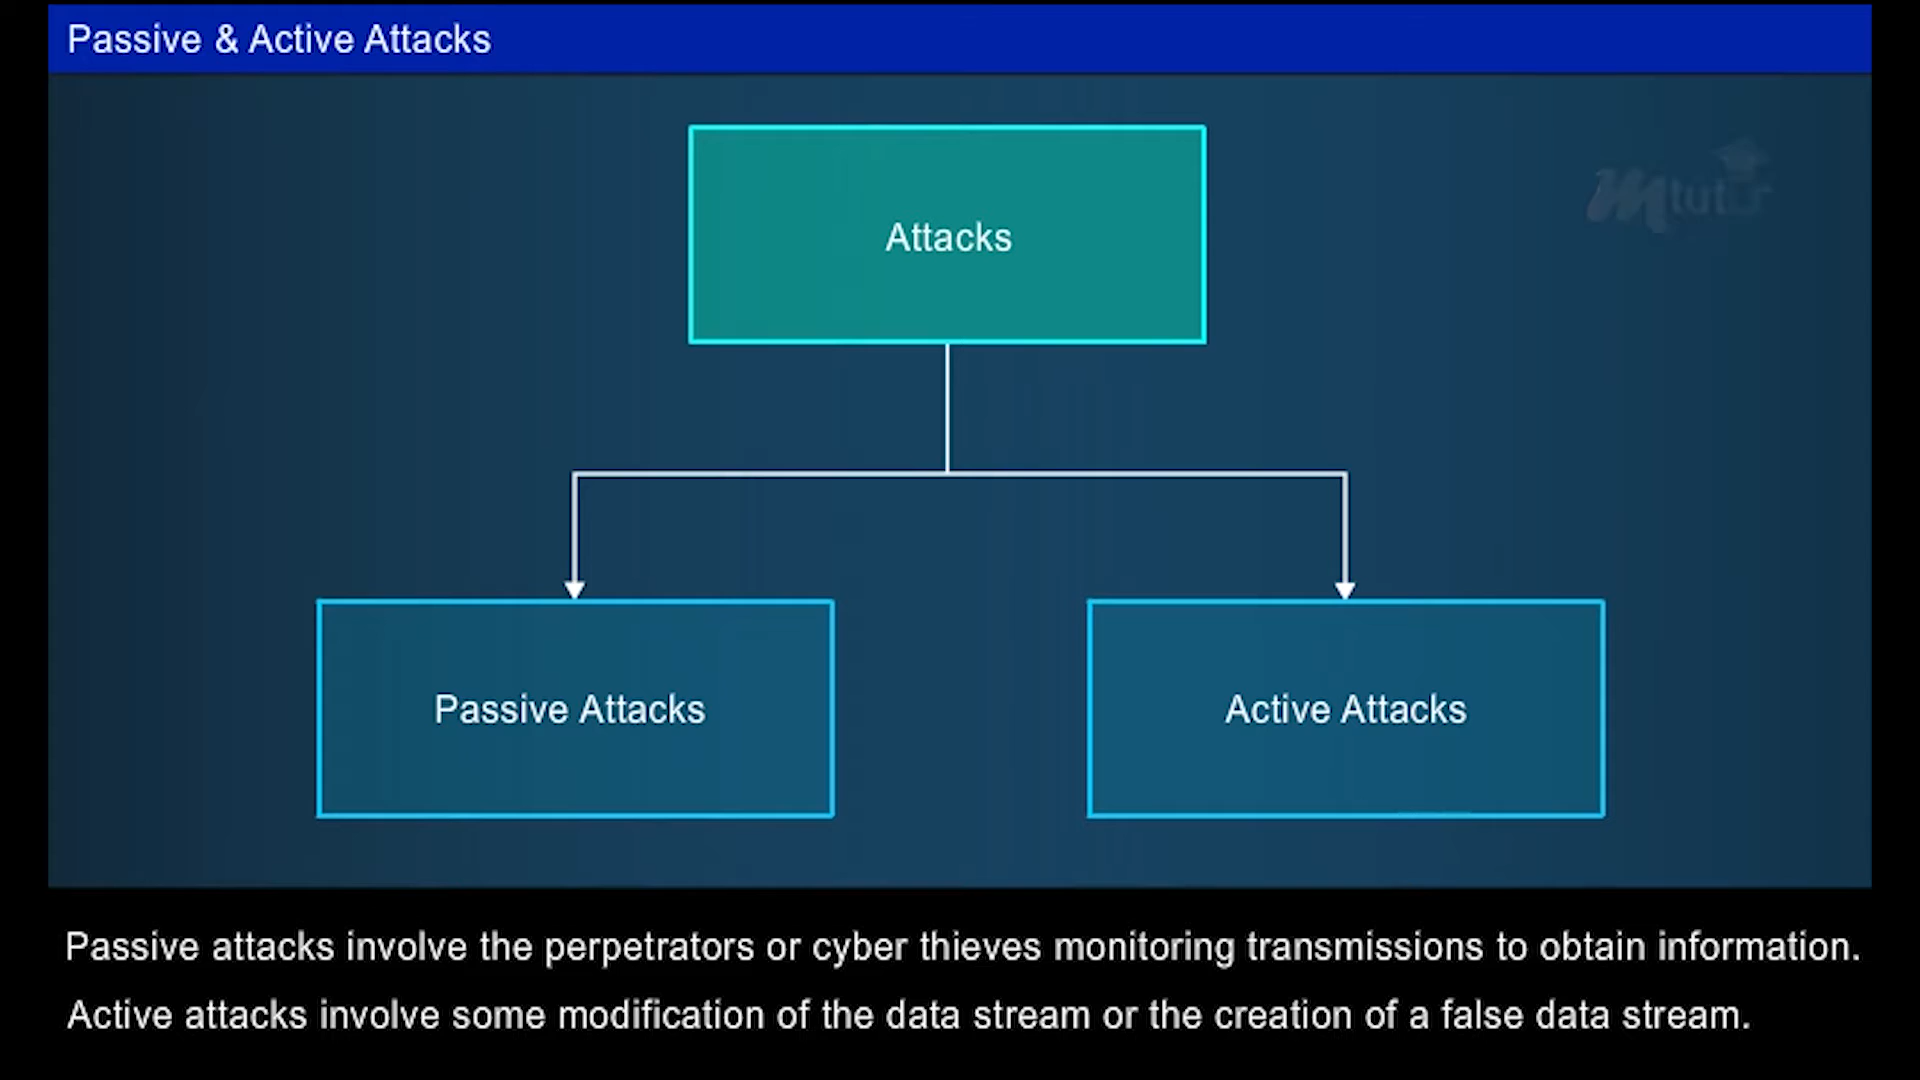 Passive & Active Attacks
Attacks
Passive Attacks
Active Attacks
Passive attacks involve the perpetrators or cyber thieves monitoring transmissions to obtain information.
Active attacks involve some modification of the data stream or the creation of a false data stream.